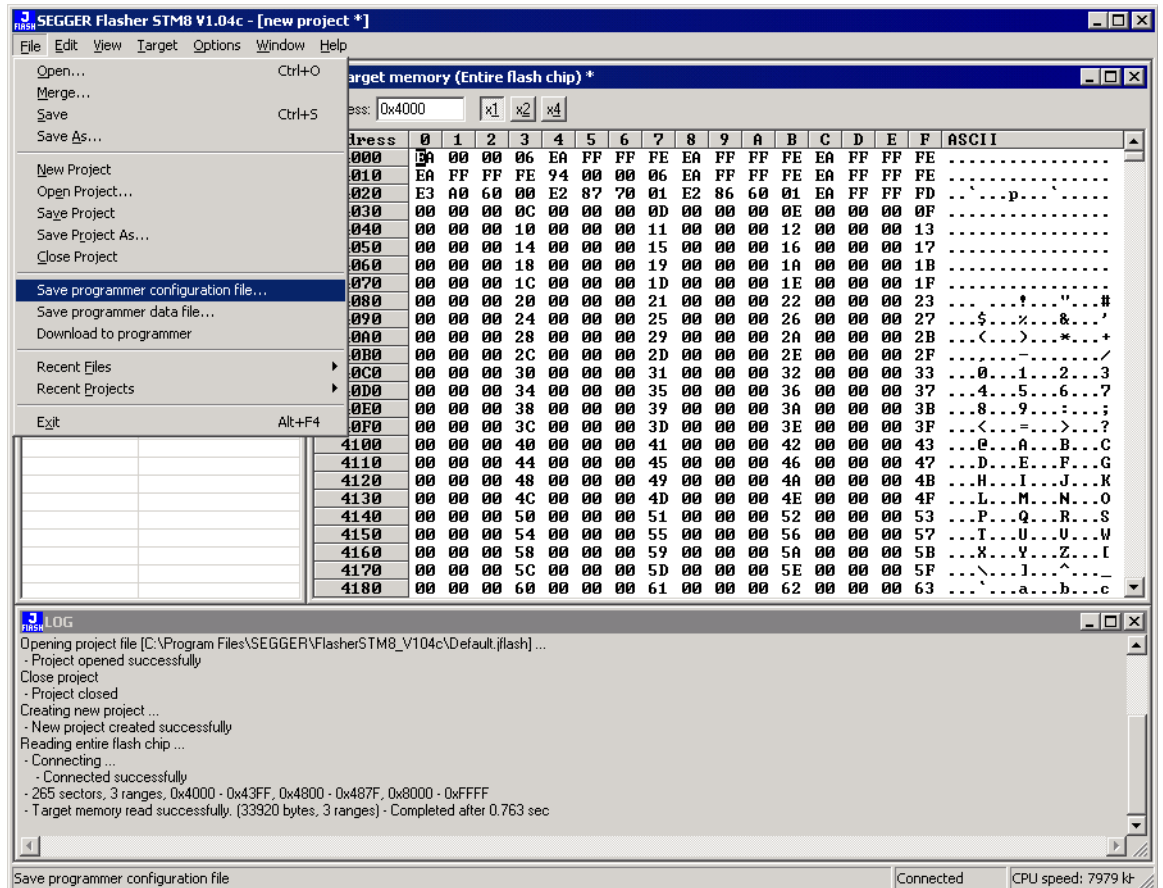 SEGGER Flasher STM8 V1.04c - [new project *]
File Edit View Target Options Window Help
Open... Ctrl+O
Merge...
Save Ctrl+S
Save As...
New Project
Open Project...
Save Project
Save Project As...
Close Project
Save programmer configuration file...
Save programmer data file...
Download to programmer
Recent Files
Recent Projects
Exit Alt+F4
arget memory (Entire flash chip) *
ess: 0x4000 x1 x2 x4
dress 0 1 2 3 4 5 6 7 8 9 A B C D E F ASCII
000 EA 00 00 06 EA FF FF FE EA FF FF FE EA FF FF FE ................
010 EA FF FF FE 94 00 00 06 EA FF FF FE EA FF FF FE ................
020 E3 A0 60 00 E2 87 70 01 E2 86 60 01 EA FF FF FD ..`...p...`.....
030 00 00 00 0C 00 00 00 0D 00 00 00 0E 00 00 00 0F ................
040 00 00 00 10 00 00 00 11 00 00 00 12 00 00 00 13 ................
050 00 00 00 14 00 00 00 15 00 00 00 16 00 00 00 17 ................
060 00 00 00 18 00 00 00 19 00 00 00 1A 00 00 00 1B ................
070 00 00 00 1C 00 00 00 1D 00 00 00 1E 00 00 00 1F ................
080 00 00 00 20 00 00 00 21 00 00 00 22 00 00 00 23 ... ...!..."...#
090 00 00 00 24 00 00 00 25 00 00 00 26 00 00 00 27 ...$...%...&...'
0A0 00 00 00 28 00 00 00 29 00 00 00 2A 00 00 00 2B ...(...)...*...+
0B0 00 00 00 2C 00 00 00 2D 00 00 00 2E 00 00 00 2F ...,...-......./
0C0 00 00 00 30 00 00 00 31 00 00 00 32 00 00 00 33 ...0...1...2...3
0D0 00 00 00 34 00 00 00 35 00 00 00 36 00 00 00 37 ...4...5...6...7
0E0 00 00 00 38 00 00 00 39 00 00 00 3A 00 00 00 3B ...8...9...:...;
0F0 00 00 00 3C 00 00 00 3D 00 00 00 3E 00 00 00 3F ...<...=...>...?
4100 00 00 00 40 00 00 00 41 00 00 00 42 00 00 00 43 ...@...A...B...C
4110 00 00 00 44 00 00 00 45 00 00 00 46 00 00 00 47 ...D...E...F...G
4120 00 00 00 48 00 00 00 49 00 00 00 4A 00 00 00 4B ...H...I...J...K
4130 00 00 00 4C 00 00 00 4D 00 00 00 4E 00 00 00 4F ...L...M...N...O
4140 00 00 00 50 00 00 00 51 00 00 00 52 00 00 00 53 ...P...Q...R...S
4150 00 00 00 54 00 00 00 55 00 00 00 56 00 00 00 57 ...T...U...V...W
4160 00 00 00 58 00 00 00 59 00 00 00 5A 00 00 00 5B ...X...Y...Z...[
4170 00 00 00 5C 00 00 00 5D 00 00 00 5E 00 00 00 5F ...\...]...^..._
4180 00 00 00 60 00 00 00 61 00 00 00 62 00 00 00 63 ...`...a...b...c
LOG
Opening project file [C:\Program Files\SEGGER\FlasherSTM8_V104c\Default.jflash] ...
- Project opened successfully
Close project
- Project closed
Creating new project ...
- New project created successfully
Reading entire flash chip ...
- Connecting ...
- Connected successfully
- 265 sectors, 3 ranges, 0x4000 - 0x43FF, 0x4800 - 0x487F, 0x8000 - 0xFFFF
- Target memory read successfully. (33920 bytes, 3 ranges) - Completed after 0.763 sec
Save programmer configuration file Connected CPU speed: 7979 kH